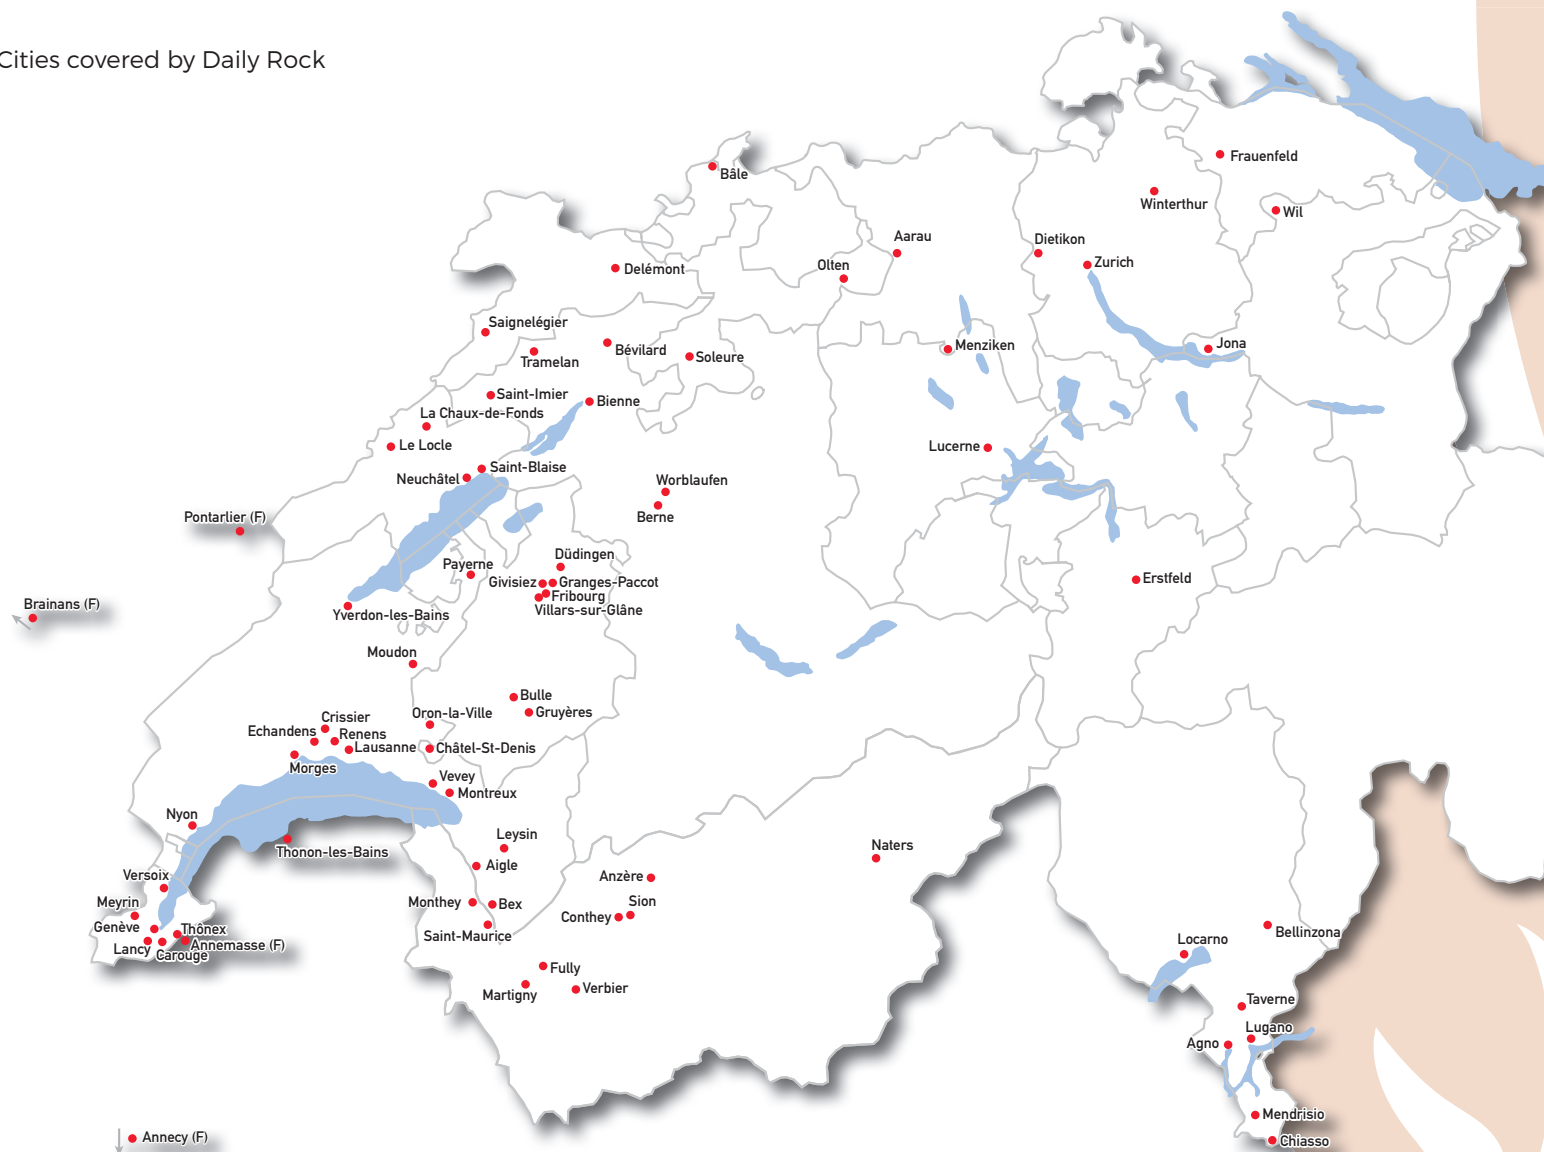 Cities covered by Daily Rock
Bâle
Frauenfeld
Winterthur
Wil
Aarau
Dietikon
Zurich
Olten
Delémont
Saignelégier
Tramelan
Bévilard
Soleure
Menziken
Jona
Saint-Imier
Bienne
La Chaux-de-Fonds
Le Locle
Lucerne
Saint-Blaise
Neuchâtel
Worblaufen
Berne
Pontarlier (F)
Düdingen
Payerne
Givisiez
Granges-Paccot
Fribourg
Villars-sur-Glâne
Erstfeld
Brainans (F)
Yverdon-les-Bains
Moudon
Bulle
Gruyères
Oron-la-Ville
Crissier
Echandens
Renens
Lausanne
Châtel-St-Denis
Morges
Vevey
Montreux
Nyon
Leysin
Thonon-les-Bains
Aigle
Naters
Versoix
Anzère
Meyrin
Monthey
Bex
Sion
Conthey
Genève
Thônex
Saint-Maurice
Lancy
Annemasse (F)
Carouge
Bellinzona
Locarno
Fully
Martigny
Verbier
Taverne
Lugano
Agno
Mendrisio
Annecy (F)
Chiasso